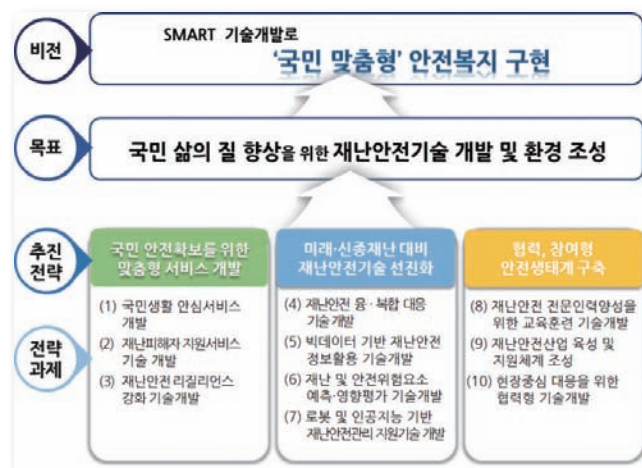 비전
SMART 기술개발로
‘국민 맞춤형’ 안전복지 구현
목표
국민 삶의 질 향상을 위한 재난안전기술 개발 및 환경 조성
추진
전략
국민 안전확보를 위한
맞춤형 서비스 개발
미래·신종재난 대비
재난안전기술 선진화
협력, 참여형
안전생태계 구축
전략
과제
(1) 국민생활 안심서비스
개발
(2) 재난피해자 지원서비스
기술 개발
(3) 재난안전 리질리언스
강화 기술개발
(4) 재난안전 융·복합 대응
기술 개발
(5) 빅데이터 기반 재난안전
정보활용 기술개발
(6) 재난 및 안전위험요소
예측·영향평가 기술개발
(7) 로봇 및 인공지능 기반
재난안전관리 지원기술 개발
(8) 재난안전 전문인력양성을
위한 교육훈련 기술개발
(9) 재난안전산업 육성 및
지원체계 조성
(10) 현장중심 대응을 위한
협력형 기술개발